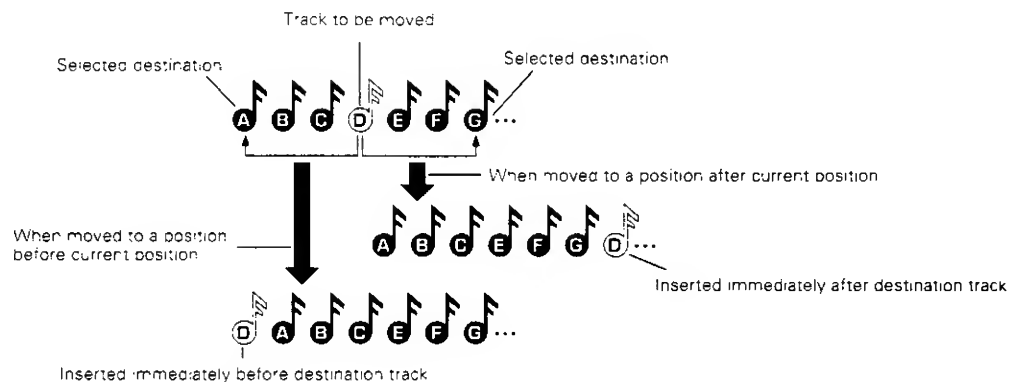 Track to be moved
Selected destination
Selected destination
A B C D E F G...
When moved to a position after current position
A B C E F G D...
When moved to a position
before current position
Inserted immediately after destination track
D A B C E F G...
Inserted immediately before destination track